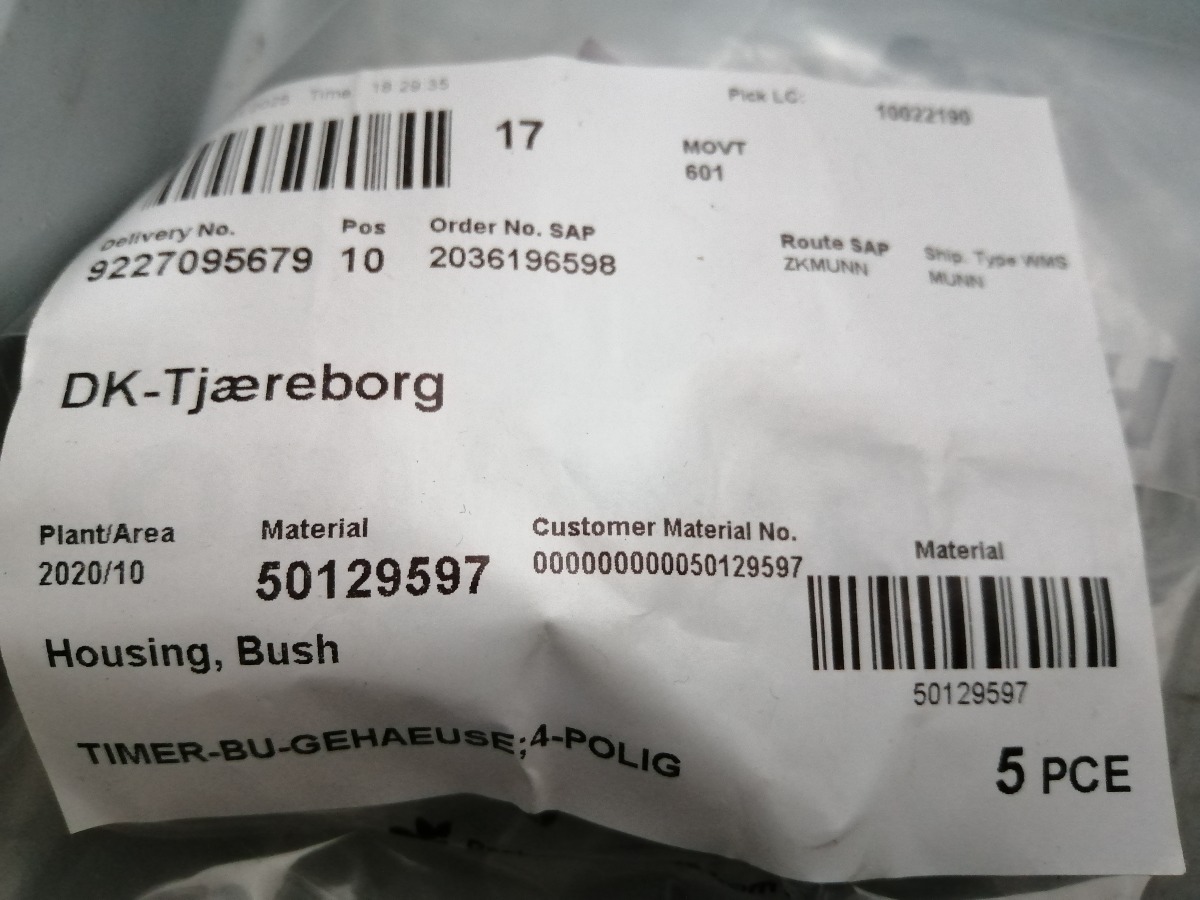 Time 18:29:35
Pick LC: 10022190
17
MOVT
601
Delivery No. Pos Order No. SAP
9227095679 10 2036196598
Route SAP Ship. Type WMS
ZKMUNN MUNN
DK-Tjæreborg
Plant/Area Material Customer Material No. Material
2020/10 50129597 000000000050129597
Housing, Bush
50129597
TIMER-BU-GEHAEUSE;4-POLIG
5 PCE